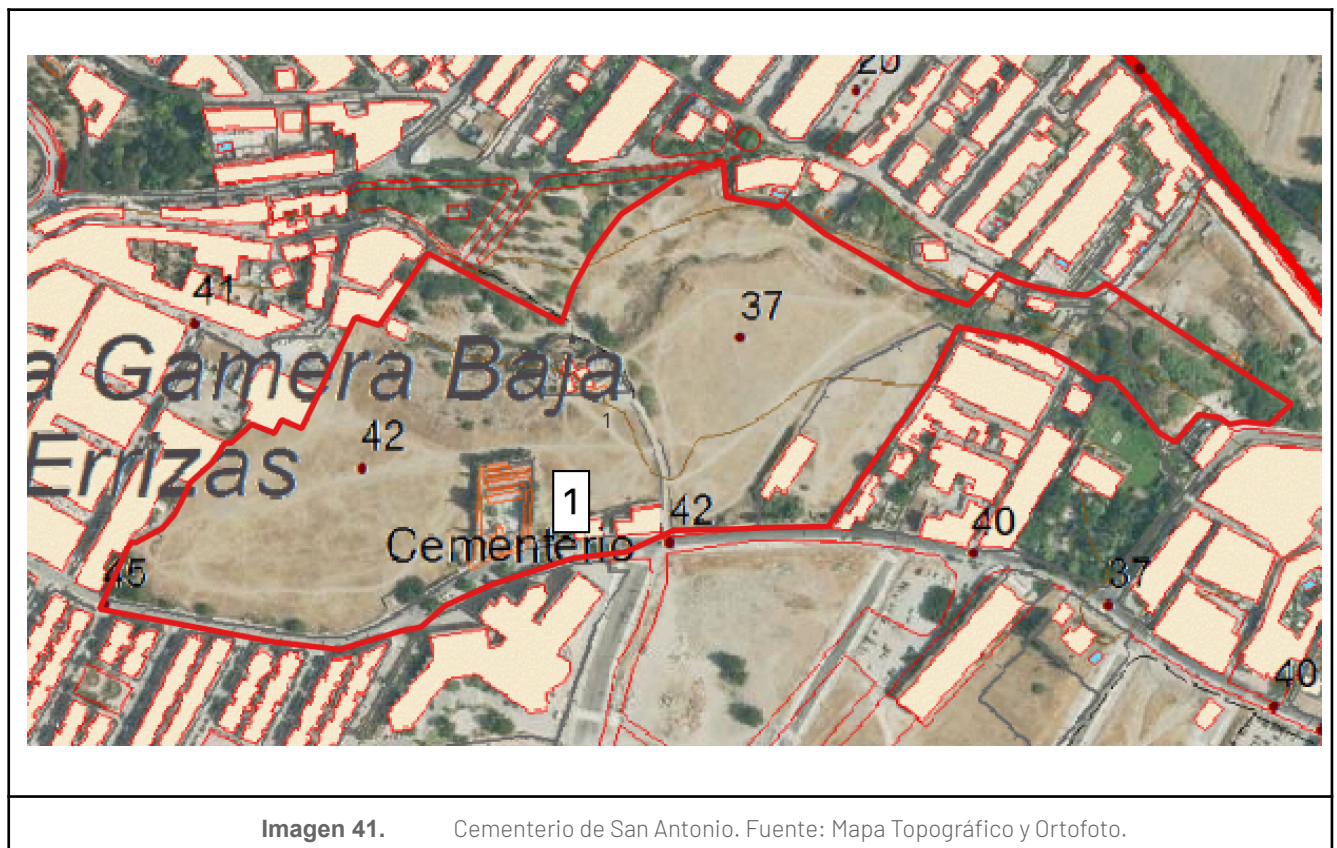 20
41
37
a Gamera Baja
1
42
Errizas
1
42
Cementerio
40
45
37
40
Imagen 41. Cementerio de San Antonio. Fuente: Mapa Topográfico y Ortofoto.